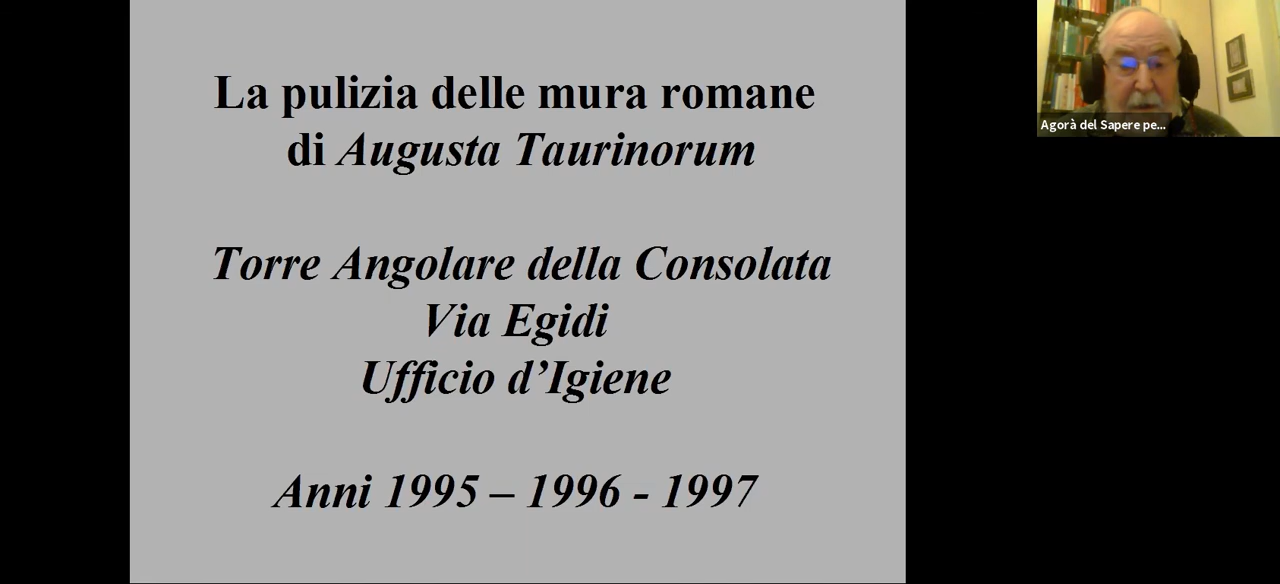 La pulizia delle mura romane
di Augusta Taurinorum
Torre Angolare della Consolata
Via Egidi
Ufficio d’Igiene
Anni 1995 – 1996 - 1997
Agorà del Sapere pe...